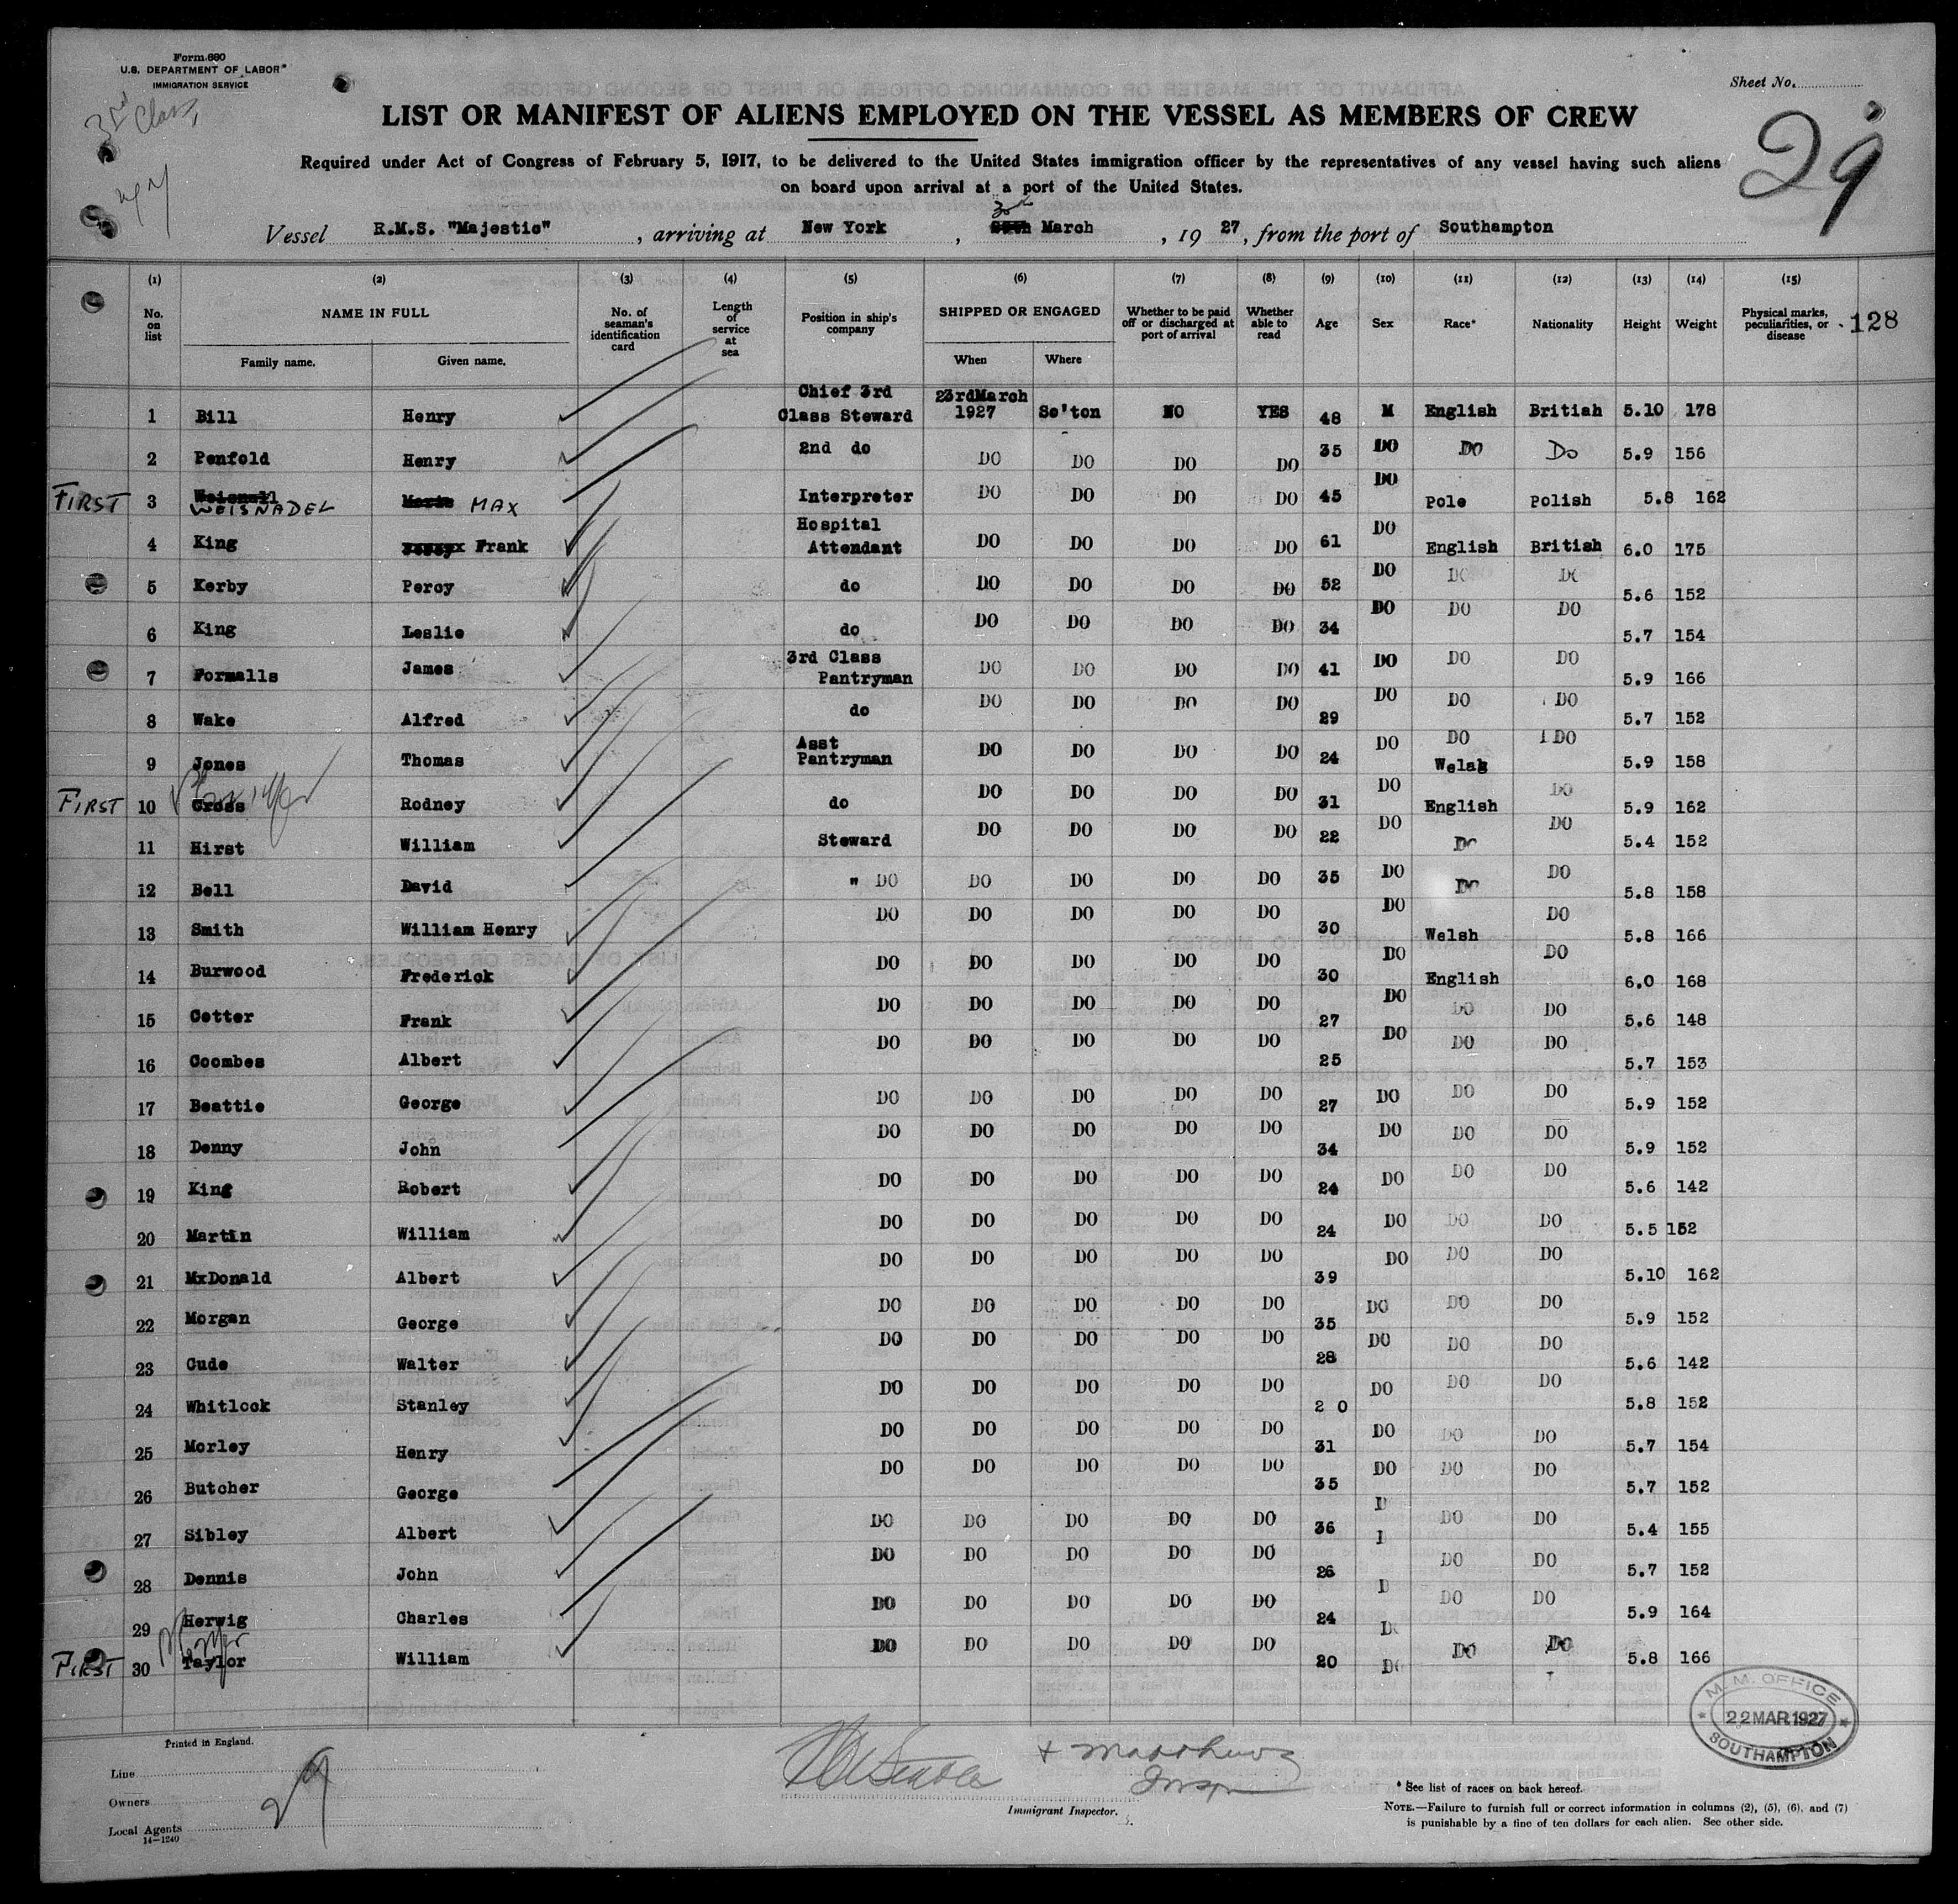 Form 680
U.S. DEPARTMENT OF LABOR
IMMIGRATION SERVICE
Sheet No.
3rd Class
29
LIST OR MANIFEST OF ALIENS EMPLOYED ON THE VESSEL AS MEMBERS OF CREW
Required under Act of Congress of February 5, 1917, to be delivered to the United States immigration officer by the representatives of any vessel having such aliens
on board upon arrival at a port of the United States.
Vessel R.M.S. "Majestic", arriving at New York, 30th March, 1927, from the port of Southampton
(1) (2) (3) (4) (5) (6) (7) (8) (9) (10) (11) (12) (13) (14) (15)
No. on list NAME IN FULL Family name. Given name. No. of seaman's identification card Length of service at sea Position in ship's company SHIPPED OR ENGAGED When Where Whether to be paid off or discharged at port of arrival Whether able to read Age Sex Race* Nationality Height Weight Physical marks, peculiarities, or disease
128
1 Bill Henry Chief 3rd Class Steward 23rdMarch 1927 So'ton NO YES 48 M English British 5.10 178
2 Penfold Henry 2nd do DO DO DO DO 35 DO DO Do 5.9 156
FIRST 3 WEISNADEL MAX Interpreter DO DO DO DO 45 DO Pole Polish 5.8 162
4 King Frank Hospital Attendant DO DO DO DO 61 DO English British 6.0 175
5 Kerby Percy do DO DO DO DO 52 DO DO DO 5.6 152
6 King Leslie do DO DO DO DO 34 DO DO DO 5.7 154
7 Formalls James 3rd Class Pantryman DO DO DO DO 41 DO DO DO 5.9 166
8 Wake Alfred do DO DO DO DO 29 DO DO DO 5.7 152
9 Jones Thomas Asst Pantryman DO DO DO DO 24 DO DO Welsh DO 5.9 158
FIRST 10 Cross Rodney do DO DO DO DO 31 DO English DO 5.9 162
11 Hirst William Steward DO DO DO DO 22 DO DO DO 5.4 152
12 Bell David " DO DO DO DO DO 35 DO DO DO 5.8 158
13 Smith William Henry DO DO DO DO DO 30 DO Welsh DO 5.8 166
14 Burwood Frederick DO DO DO DO DO 30 DO English DO 6.0 168
15 Cotter Frank DO DO DO DO DO 27 DO DO DO 5.6 148
16 Coombes Albert DO DO DO DO DO 25 DO DO DO 5.7 153
17 Beattie George DO DO DO DO DO 27 DO DO DO 5.9 152
18 Denny John DO DO DO DO DO 34 DO DO DO 5.9 152
19 King Robert DO DO DO DO DO 24 DO DO DO 5.6 142
20 Martin William DO DO DO DO DO 24 DO DO DO 5.5 152
21 MxDonald Albert DO DO DO DO DO 39 DO DO DO 5.10 162
22 Morgan George DO DO DO DO DO 35 DO DO DO 5.9 152
23 Cude Walter DO DO DO DO DO 28 DO DO DO 5.6 142
24 Whitlock Stanley DO DO DO DO DO 2 0 DO DO DO 5.8 152
25 Morley Henry DO DO DO DO DO 31 DO DO DO 5.7 154
26 Butcher George DO DO DO DO DO 35 DO DO DO 5.7 152
27 Sibley Albert DO DO DO DO DO 36 D DO DO 5.4 155
28 Dennis John DO DO DO DO DO 26 D DO DO 5.7 152
29 Herwig Charles DO DO DO DO DO 24 DO DO DO 5.9 164
FIRST 30 Taylor William DO DO DO DO DO 20 DO DO DO 5.8 166
M.M. OFFICE
22 MAR 1927
SOUTHAMPTON
Printed in England.
Line
Owners
Local Agents
14-1240
29
+ Matthews
Immigrant Inspector.
* See list of races on back hereof.
NOTE.—Failure to furnish full or correct information in columns (2), (5), (6), and (7)
is punishable by a fine of ten dollars for each alien. See other side.